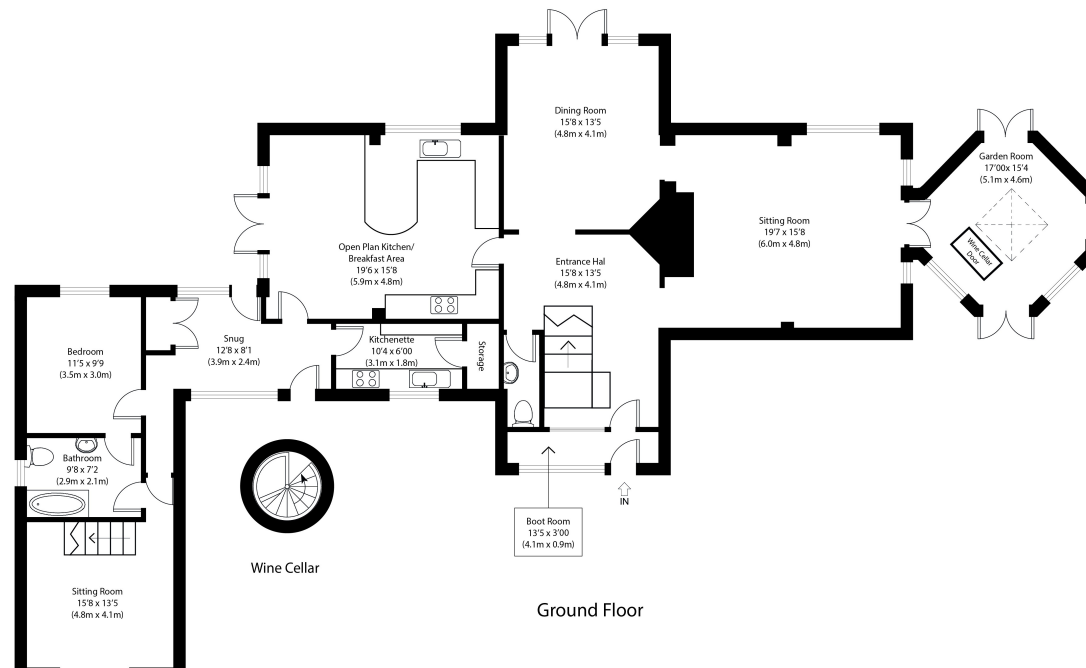 Dining Room
15'8 x 13'5
(4.8m x 4.1m)
Garden Room
17'00x 15'4
(5.1m x 4.6m)
Wine Cellar
Door
Sitting Room
19'7 x 15'8
(6.0m x 4.8m)
Open Plan Kitchen/
Breakfast Area
19'6 x 15'8
(5.9m x 4.8m)
Entrance Hal
15'8 x 13'5
(4.8m x 4.1m)
Snug
12'8 x 8'1
(3.9m x 2.4m)
Kitchenette
10'4 x 6'00
(3.1m x 1.8m)
Storage
Bedroom
11'5 x 9'9
(3.5m x 3.0m)
Bathroom
9'8 x 7'2
(2.9m x 2.1m)
IN
Boot Room
13'5 x 3'00
(4.1m x 0.9m)
Wine Cellar
Sitting Room
15'8 x 13'5
(4.8m x 4.1m)
Ground Floor